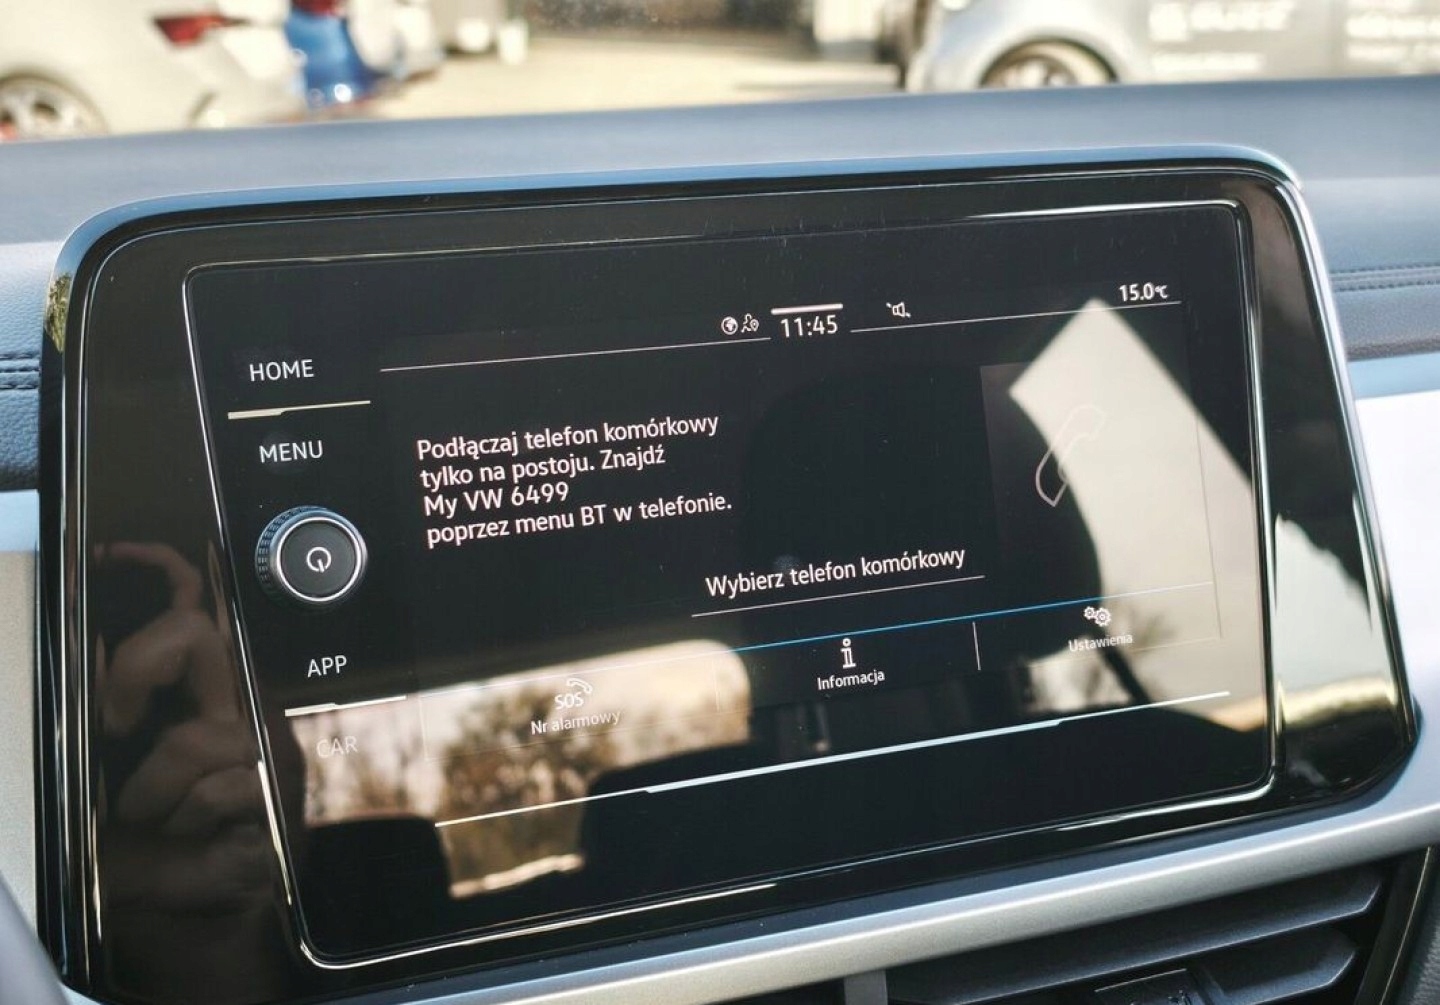 11:45
15.0°C
HOME
MENU
APP
CAR
Podłączaj telefon komórkowy
tylko na postoju. Znajdź
My VW 6499
poprzez menu BT w telefonie.
Wybierz telefon komórkowy
SOS
Nr alarmowy
Informacja
Ustawienia